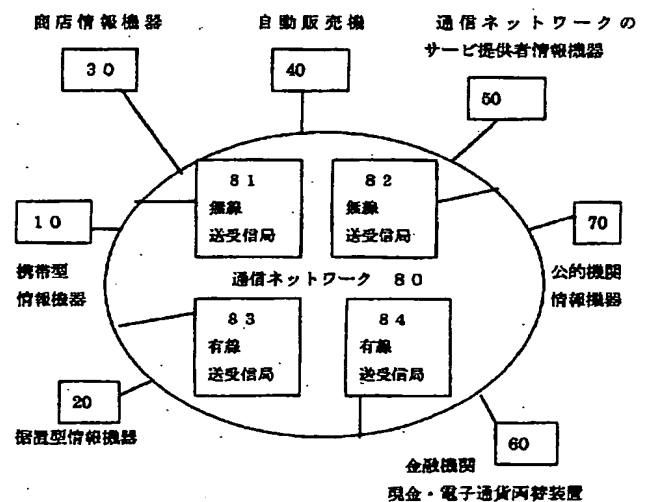 商店情報機器
自動販売機
通信ネットワークの
サービ提供者情報機器
30
40
50
81
無線
送受信局
82
無線
送受信局
10
携帯型
情報機器
70
公的機関
情報機器
通信ネットワーク 80
83
有線
送受信局
84
有線
送受信局
20
据置型情報機器
60
金融機関
現金・電子通貨両替装置